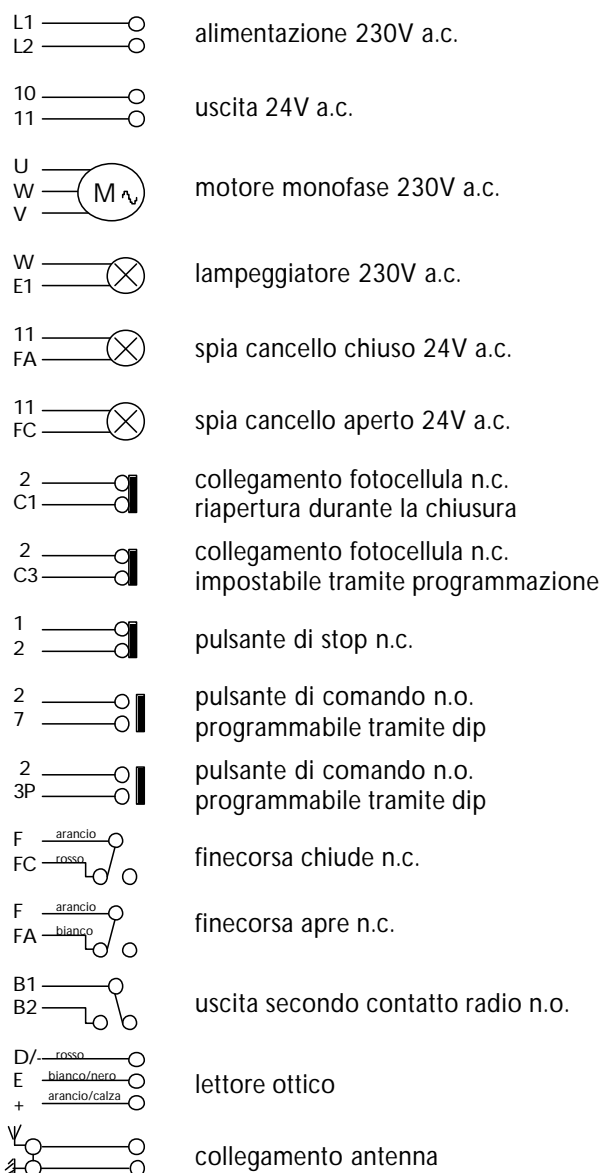 L1
L2
alimentazione 230V a.c.
10
11
uscita 24V a.c.
U
W
V
M
motore monofase 230V a.c.
W
E1
lampeggiatore 230V a.c.
11
FA
spia cancello chiuso 24V a.c.
11
FC
spia cancello aperto 24V a.c.
2
C1
collegamento fotocellula n.c.
riapertura durante la chiusura
2
C3
collegamento fotocellula n.c.
impostabile tramite programmazione
1
2
pulsante di stop n.c.
2
7
pulsante di comando n.o.
programmabile tramite dip
2
3P
pulsante di comando n.o.
programmabile tramite dip
F arancio
FC rosso
finecorsa chiude n.c.
F arancio
FA bianco
finecorsa apre n.c.
B1
B2
uscita secondo contatto radio n.o.
D/- rosso
E bianco/nero
+ arancio/calza
lettore ottico
collegamento antenna